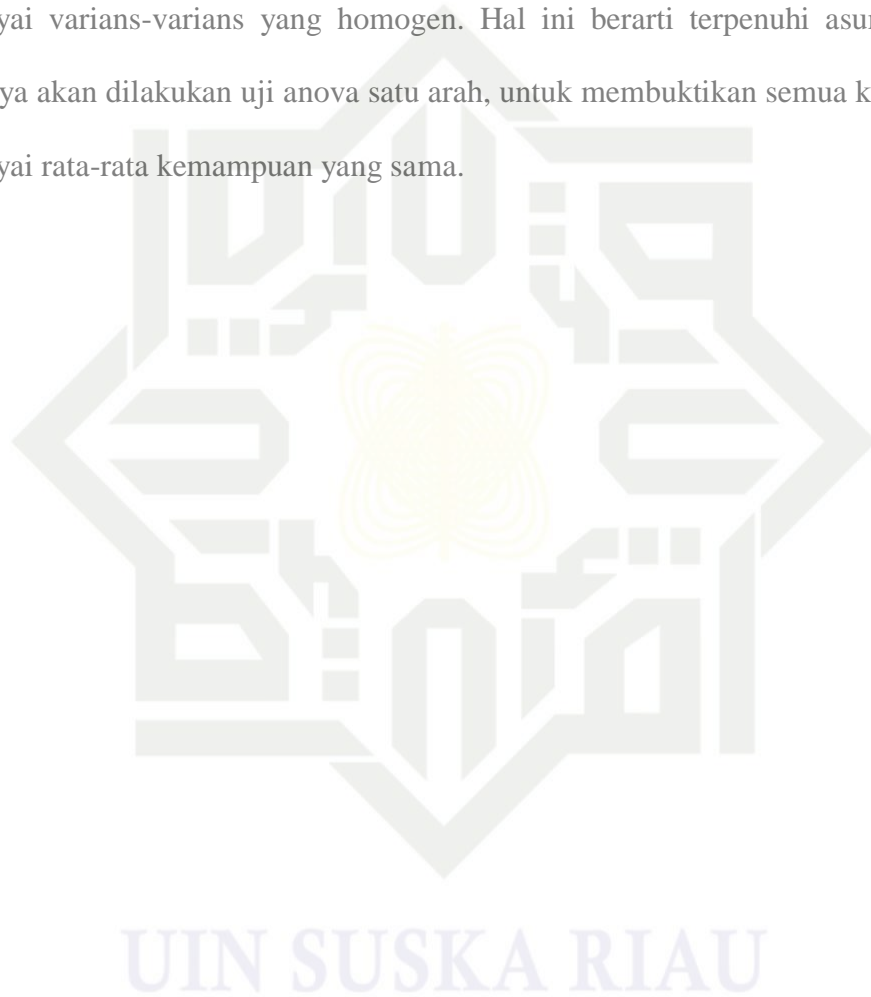 yai varians-varians yang homogen. Hal ini berarti terpenuhi asu
ya akan dilakukan uji anova satu arah, untuk membuktikan semua k
yai rata-rata kemampuan yang sama.
UIN SUSKA RIAU